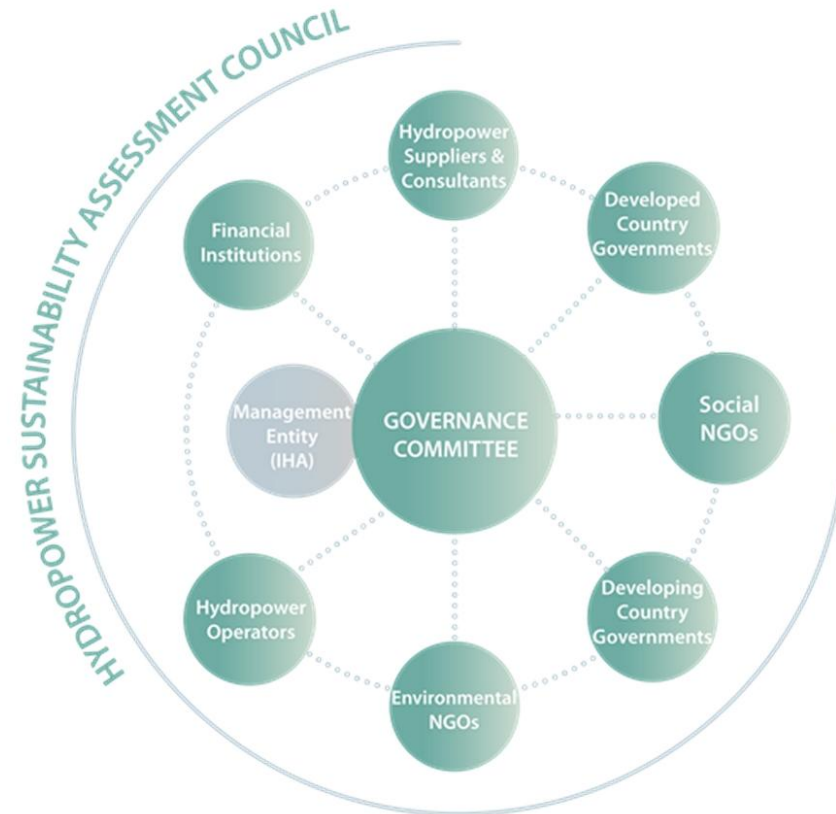 HYDROPOWER SUSTAINABILITY ASSESSMENT COUNCIL
Hydropower
Suppliers &
Consultants
Developed
Country
Governments
Financial
Institutions
Management
Entity
(IHA)
GOVERNANCE
COMMITTEE
Social
NGOs
Hydropower
Operators
Developing
Country
Governments
Environmental
NGOs